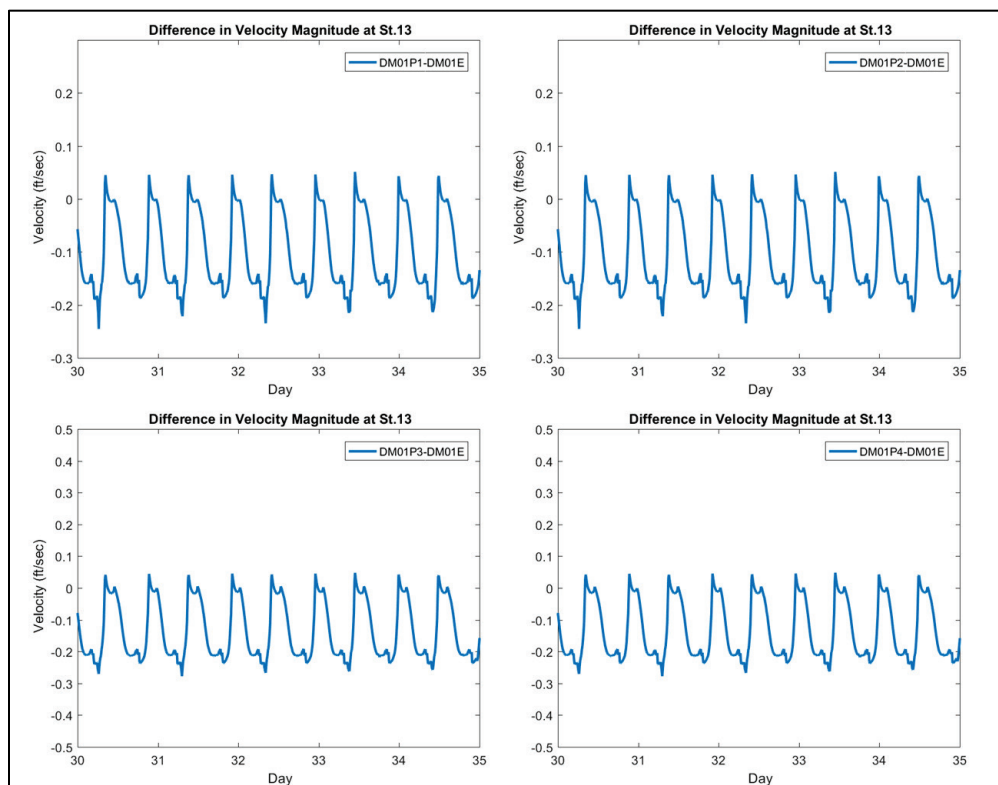 Difference in Velocity Magnitude at St.13
DM01P1-DM01E
0.2
0.1
0
-0.1
-0.2
-0.3
Velocity (ft/sec)
30 31 32 33 34 35
Day
Difference in Velocity Magnitude at St.13
DM01P2-DM01E
0.2
0.1
0
-0.1
-0.2
-0.3
Velocity (ft/sec)
30 31 32 33 34 35
Day
Difference in Velocity Magnitude at St.13
DM01P3-DM01E
0.5
0.4
0.3
0.2
0.1
0
-0.1
-0.2
-0.3
-0.4
-0.5
Velocity (ft/sec)
30 31 32 33 34 35
Day
Difference in Velocity Magnitude at St.13
DM01P4-DM01E
0.5
0.4
0.3
0.2
0.1
0
-0.1
-0.2
-0.3
-0.4
-0.5
30 31 32 33 34 35
Day